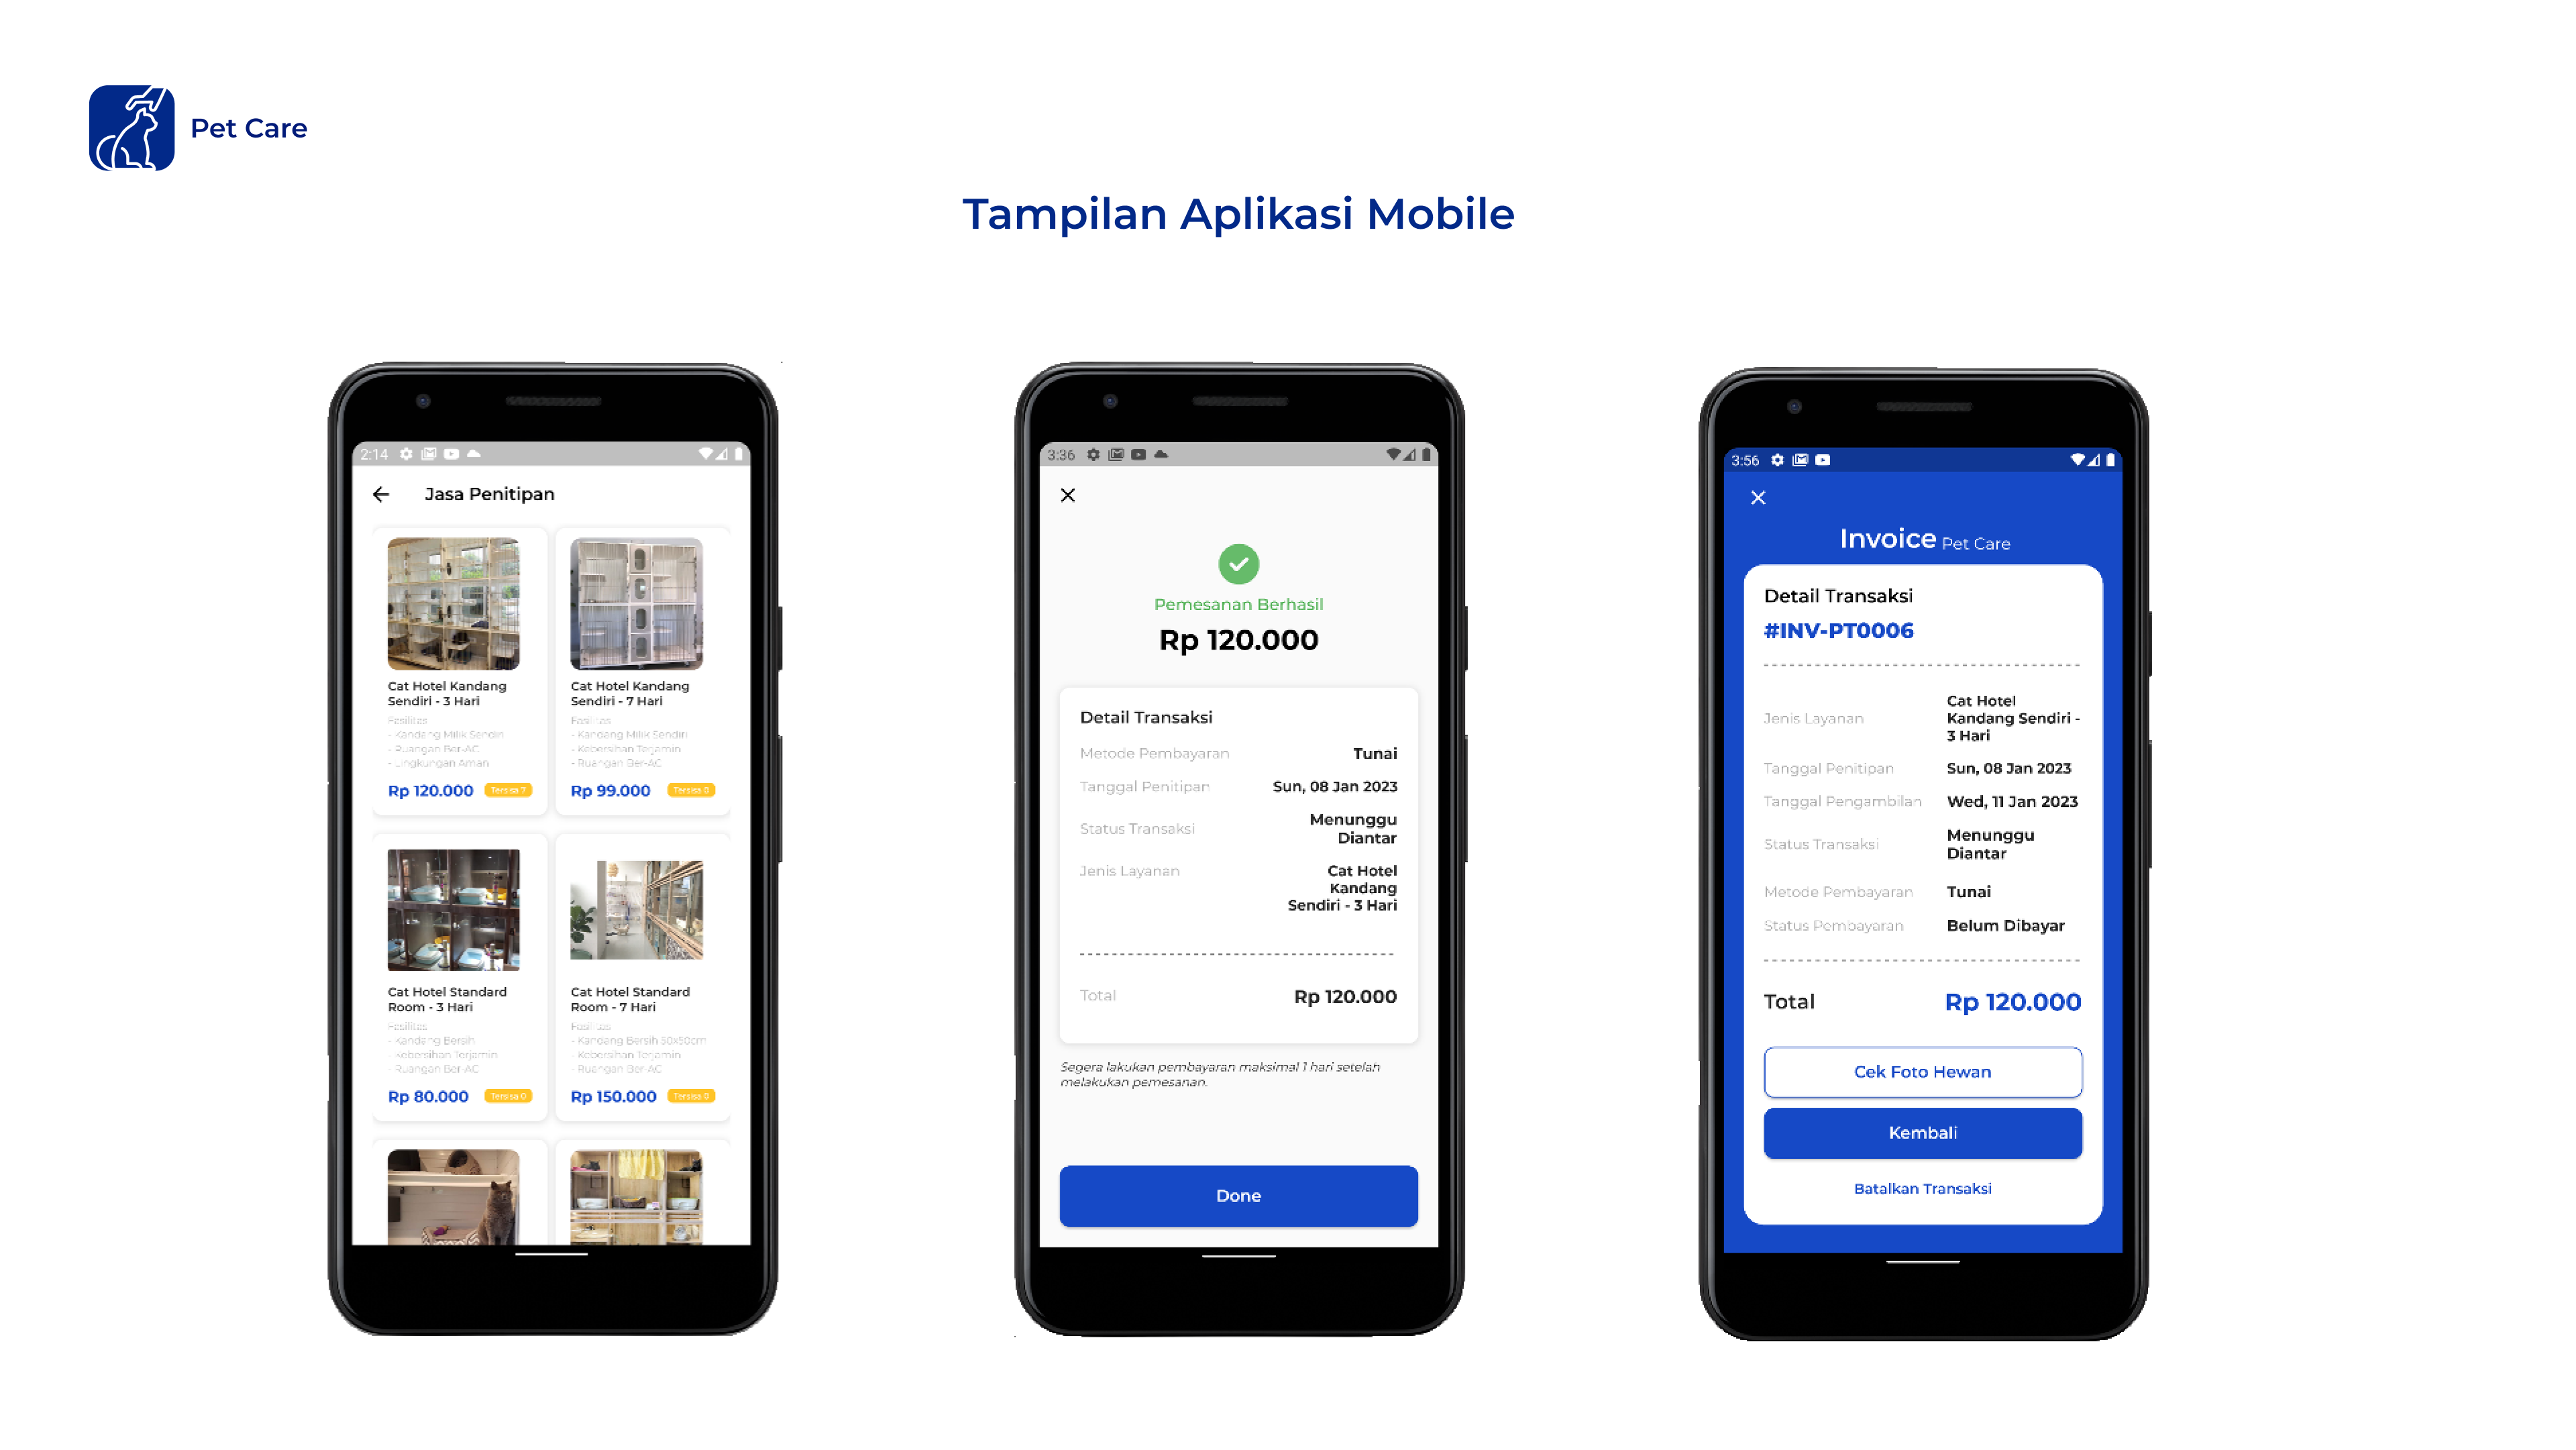 Pet Care
Tampilan Aplikasi Mobile
2:14
Jasa Penitipan
Cat Hotel Kandang
Sendiri - 3 Hari
Fasilitas
- Kandang Milik Sendiri
- Ruangan Ber-AC
- Lingkungan Aman
Rp 120.000
Tersisa 7
Cat Hotel Kandang
Sendiri - 7 Hari
Fasilitas
- Kandang Milik Sendiri
- Kebersihan Terjamin
- Ruangan Ber-AC
Rp 99.000
Tersisa 0
Cat Hotel Standard
Room - 3 Hari
Fasilitas
- Kandang Bersih
- Kebersihan Terjamin
- Ruangan Ber-AC
Rp 80.000
Tersisa 0
Cat Hotel Standard
Room - 7 Hari
Fasilitas
- Kandang Bersih 50x50cm
- Kebersihan Terjamin
- Ruangan Ber-AC
Rp 150.000
Tersisa 0
3:36
Pemesanan Berhasil
Rp 120.000
Detail Transaksi
Metode Pembayaran Tunai
Tanggal Penitipan Sun, 08 Jan 2023
Status Transaksi Menunggu
Diantar
Jenis Layanan Cat Hotel
Kandang
Sendiri - 3 Hari
Total Rp 120.000
Segera lakukan pembayaran maksimal 1 hari setelah
melakukan pemesanan.
Done
3:56
Invoice Pet Care
Detail Transaksi
#INV-PT0006
Jenis Layanan Cat Hotel
Kandang Sendiri -
3 Hari
Tanggal Penitipan Sun, 08 Jan 2023
Tanggal Pengambilan Wed, 11 Jan 2023
Status Transaksi Menunggu
Diantar
Metode Pembayaran Tunai
Status Pembayaran Belum Dibayar
Total Rp 120.000
Cek Foto Hewan
Kembali
Batalkan Transaksi